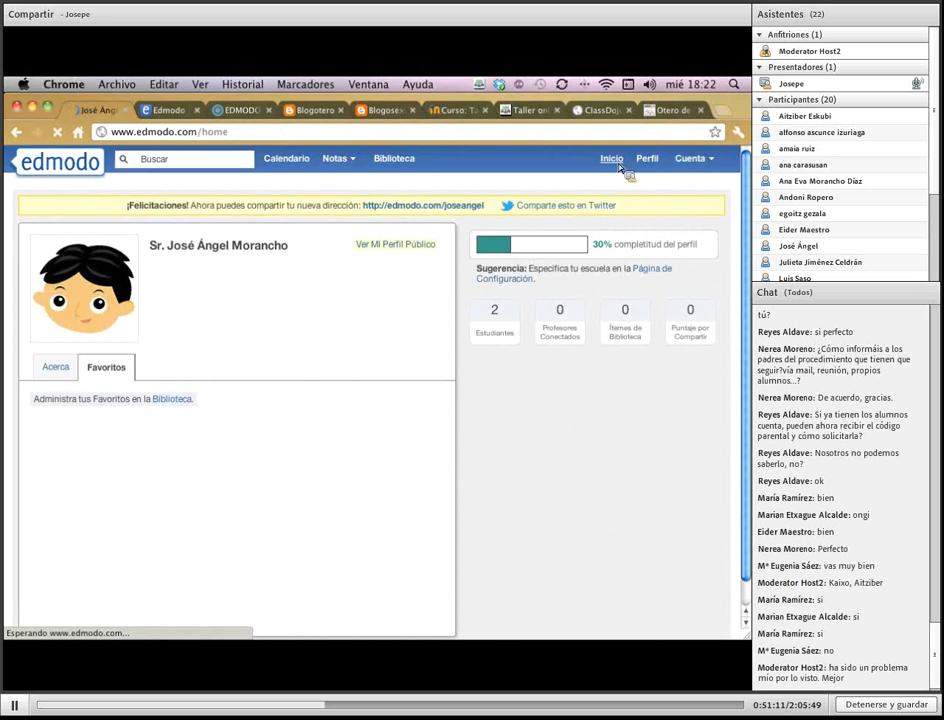 Compartir - Josepe
Chrome Archivo Editar Ver Historial Marcadores Ventana Ayuda mié 18:22
José Áng Edmodo EDMODO Blogotero Blogosex Curso: T Taller on ClassDoj Otero de
www.edmodo.com/home
edmodo Buscar Calendario Notas Biblioteca Inicio Perfil Cuenta
¡Felicitaciones! Ahora puedes compartir tu nueva dirección: http://edmodo.com/joseangel Comparte esto en Twitter
Sr. José Ángel Morancho
Ver Mi Perfil Público
Acerca Favoritos
Administra tus Favoritos en la Biblioteca.
30% completitud del perfil
Sugerencia: Especifica tu escuela en la Página de
Configuración.
2 0 0 0
Estudiantes Profesores Conectados Ítemes de Biblioteca Puntaje por Compartir
Esperando www.edmodo.com...
Asistentes (22)
Anfitriones (1)
Moderator Host2
Presentadores (1)
Josepe
Participantes (20)
Aitziber Eskubi
alfonso ascunce izuriaga
amaia ruiz
ana carasusan
Ana Eva Morancho Díaz
Andoni Ropero
egoitz gezala
Eider Maestro
José Ángel
Julieta Jiménez Celdrán
Luis Saso
Chat (Todos)
tú?
Reyes Aldave: si perfecto
Nerea Moreno: ¿Cómo informáis a los
padres del procedimiento que tienen que
seguir?vía mail, reunión, propios
alumnos...?
Nerea Moreno: De acuerdo, gracias.
Reyes Aldave: Si ya tienen los alumnos
cuenta, pueden ahora recibir el código
parental y cómo solicitarla?
Reyes Aldave: Nosotros no podemos
saberlo, no?
Reyes Aldave: ok
María Ramírez: bien
Marian Etxague Alcalde: ongi
Eider Maestro: bien
Nerea Moreno: Perfecto
Mª Eugenia Sáez: vas muy bien
Moderator Host2: Kaixo, Aitziber
María Ramírez: si
Marian Etxague Alcalde: si
María Ramírez: si
Mª Eugenia Sáez: no
Moderator Host2: ha sido un problema
mío por lo visto. Mejor
0:51:11/2:05:49 Detenerse y guardar